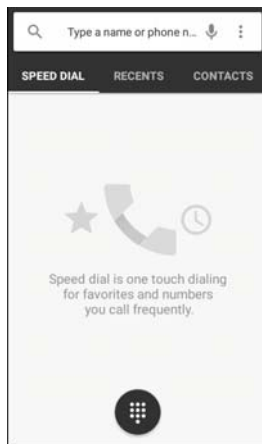 Type a name or phone n...
SPEED DIAL RECENTS CONTACTS
Speed dial is one touch dialing
for favorites and numbers
you call frequently.